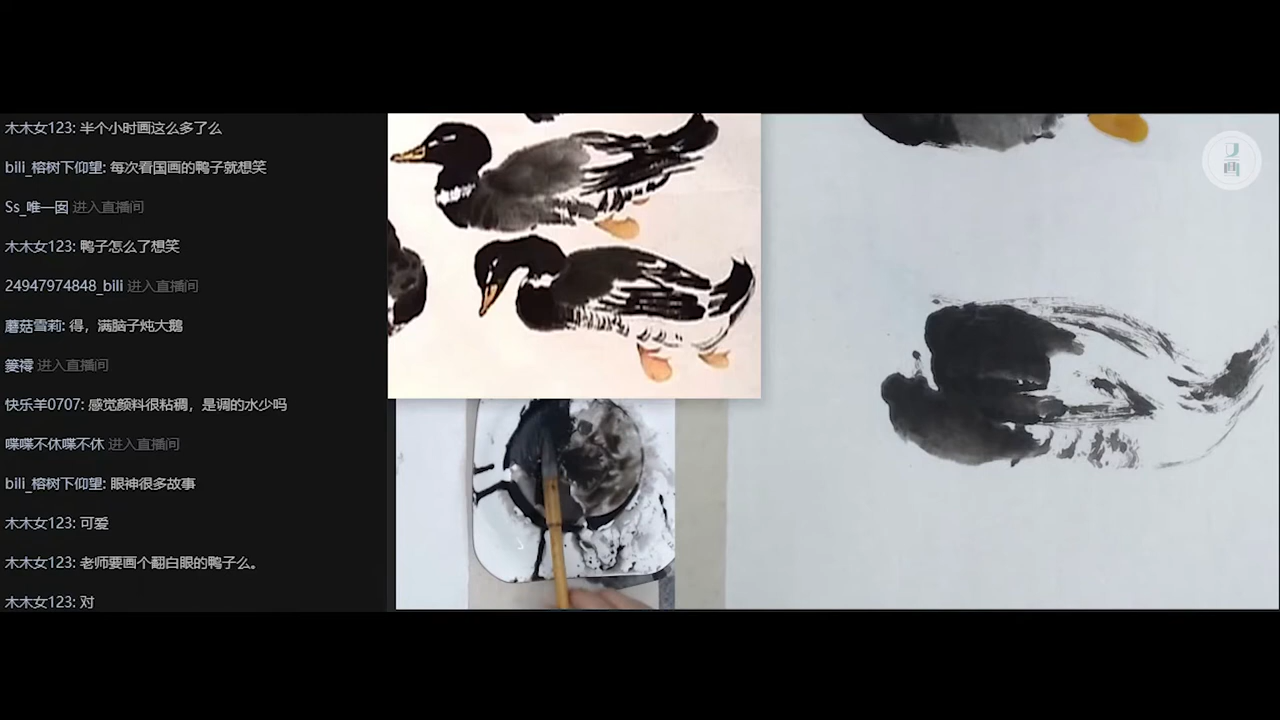 木木女123: 半个小时画这么多了么
bili_榕树下仰望: 每次看国画的鸭子就想笑
Ss_唯一囡 进入直播间
木木女123: 鸭子怎么了想笑
24947974848_bili 进入直播间
蘑菇雪莉: 得，满脑子炖大鹅
篓襑 进入直播间
快乐羊0707: 感觉颜料很粘稠，是调的水少吗
喋喋不休喋不休 进入直播间
bili_榕树下仰望: 眼神很多故事
木木女123: 可爱
木木女123: 老师要画个翻白眼的鸭子么。
木木女123: 对